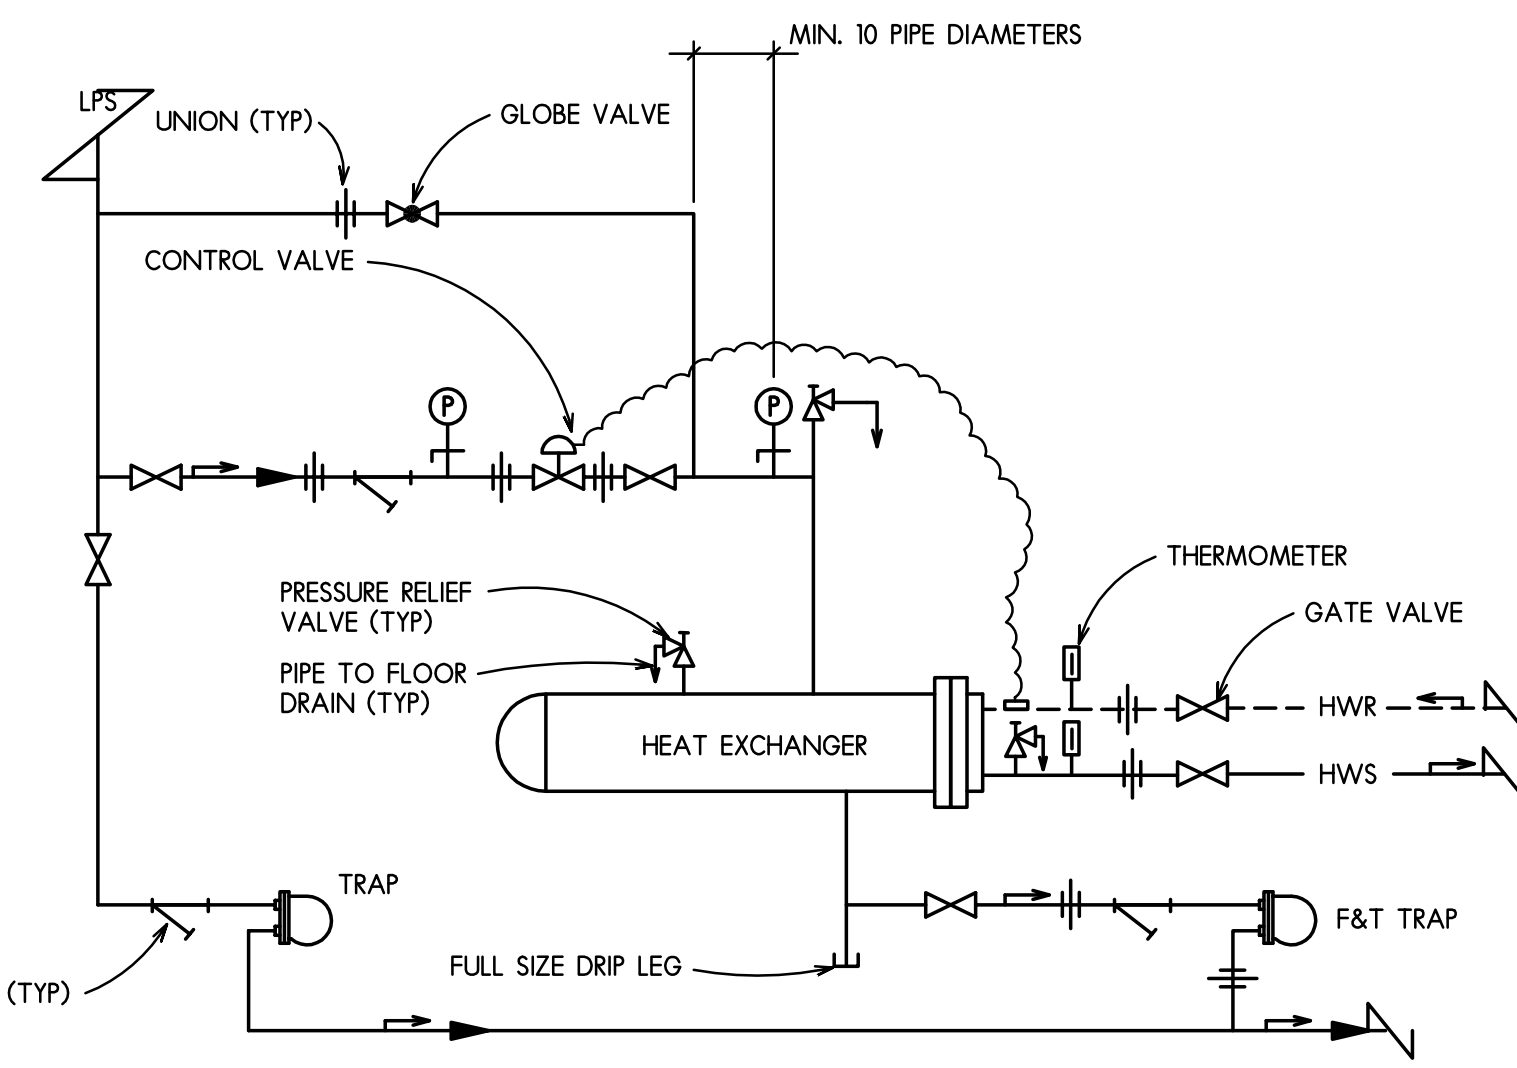 MIN. 10 PIPE DIAMETERS
LPS
UNION (TYP)
GLOBE VALVE
CONTROL VALVE
P
P
THERMOMETER
PRESSURE RELIEF
VALVE (TYP)
GATE VALVE
PIPE TO FLOOR
DRAIN (TYP)
HWR
HEAT EXCHANGER
HWS
TRAP
F&T TRAP
FULL SIZE DRIP LEG
(TYP)